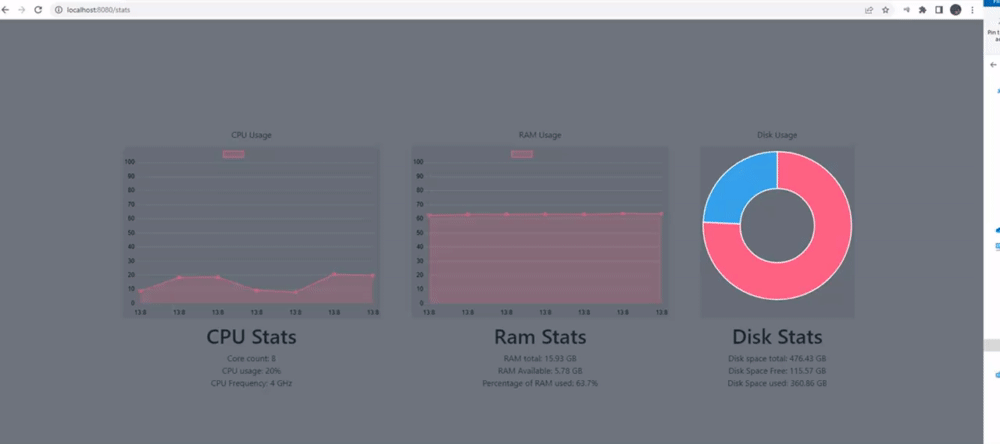 localhost:8080/stats
CPU Usage
100
90
80
70
60
50
40
30
20
10
0
13:8 13:8 13:8 13:8 13:8 13:8 13:8
CPU Stats
Core count: 8
CPU usage: 20%
CPU Frequency: 4 GHz
RAM Usage
100
90
80
70
60
50
40
30
20
10
0
13:8 13:8 13:8 13:8 13:8 13:8 13:8
Ram Stats
RAM total: 15.93 GB
RAM Available: 5.78 GB
Percentage of RAM used: 63.7%
Disk Usage
Disk Stats
Disk space total: 476.43 GB
Disk Space Free: 115.57 GB
Disk Space used: 360.86 GB
Pin t